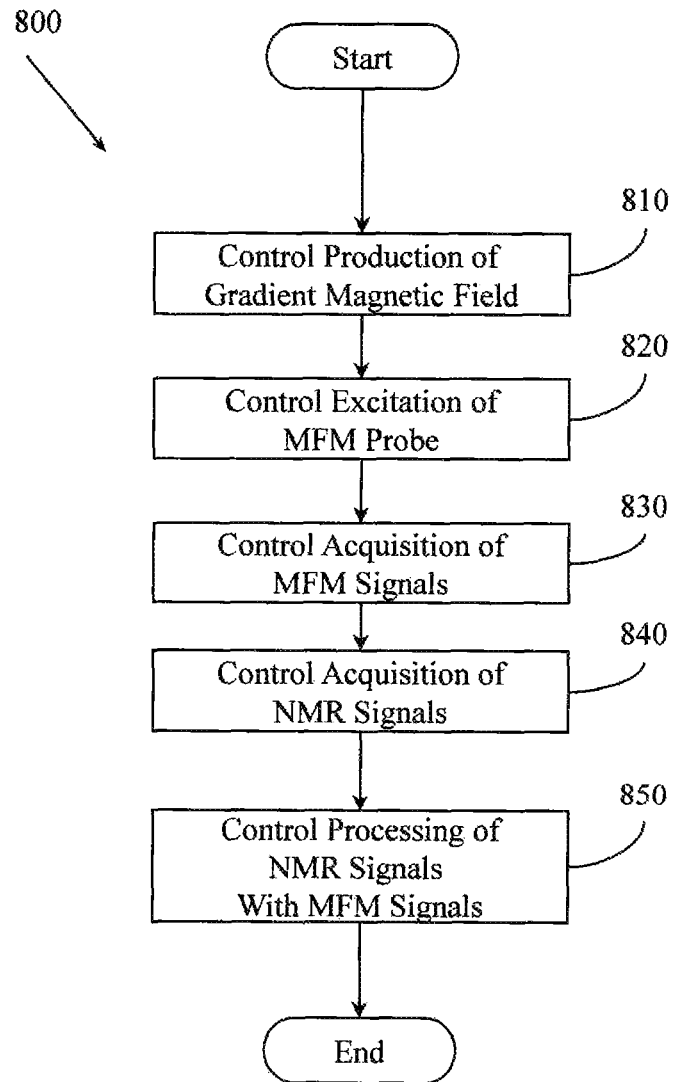 800
Start
810
Control Production of
Gradient Magnetic Field
820
Control Excitation of
MFM Probe
830
Control Acquisition of
MFM Signals
840
Control Acquisition of
NMR Signals
850
Control Processing of
NMR Signals
With MFM Signals
End